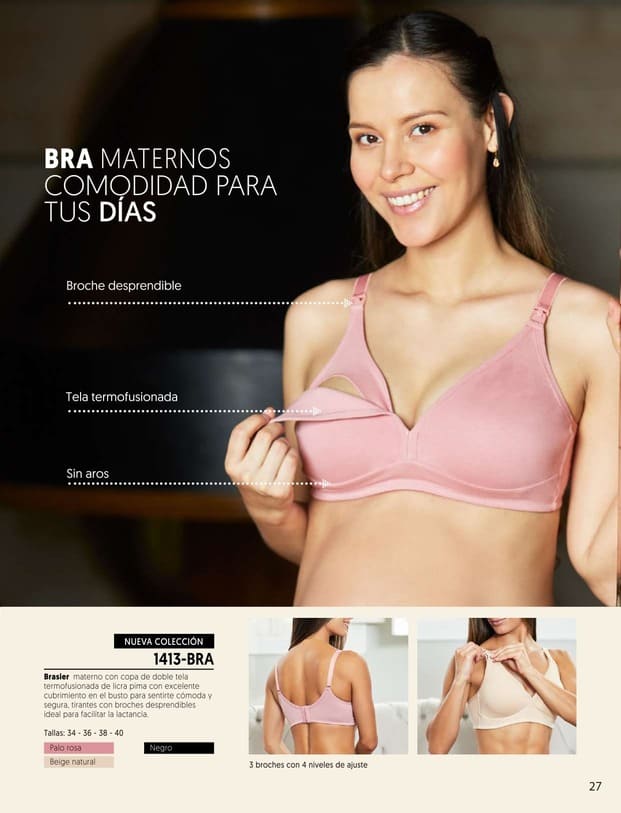 BRA MATERNOS
COMODIDAD PARA
TUS DÍAS
Broche desprendible
Tela termofusionada
Sin aros
NUEVA COLECCIÓN
1413-BRA
Brasier materno con copa de doble tela
termofusionada de licra pima con excelente
cubrimiento en el busto para sentirte cómoda y
segura, tirantes con broches desprendibles
ideal para facilitar la lactancia.
Tallas: 34 - 36 - 38 - 40
Palo rosa
Negro
Beige natural
3 broches con 4 niveles de ajuste
27